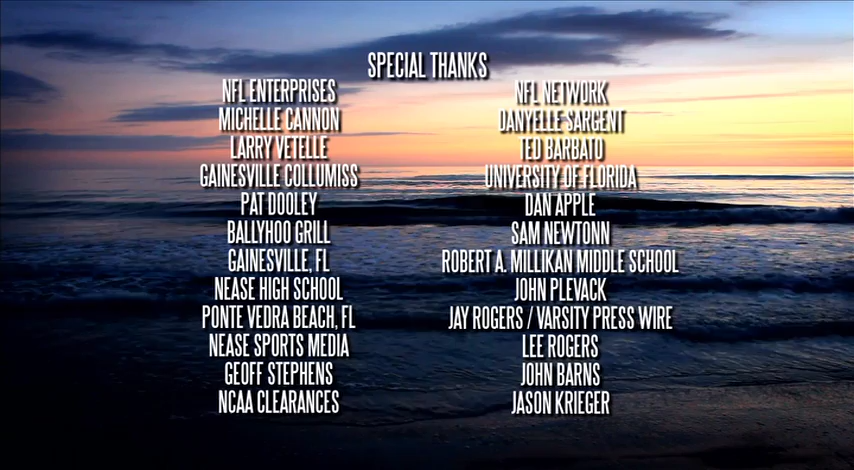 SPECIAL THANKS
NFL ENTERPRISES
MICHELLE CANNON
LARRY VETELLE
GAINESVILLE COLLUMISS
PAT DOOLEY
BALLYHOO GRILL
GAINESVILLE, FL
NEASE HIGH SCHOOL
PONTE VEDRA BEACH, FL
NEASE SPORTS MEDIA
GEOFF STEPHENS
NCAA CLEARANCES
NFL NETWORK
DANYELLE SARGENT
TED BARBATO
UNIVERSITY OF FLORIDA
DAN APPLE
SAM NEWTONN
ROBERT A. MILLIKAN MIDDLE SCHOOL
JOHN PLEVACK
JAY ROGERS / VARSITY PRESS WIRE
LEE ROGERS
JOHN BARNS
JASON KRIEGER